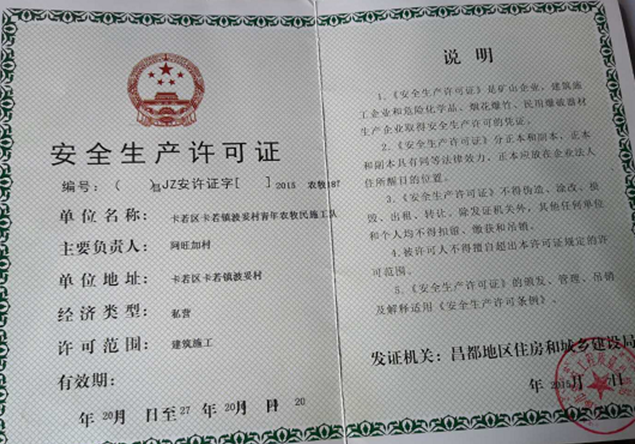 安全生产许可证
编号：（ ）昌JZ安许证字[ ]2015 农牧187
单位名称：卡若区卡若镇波妥村青年农牧民施工队
主要负责人：阿旺加村
单位地址：卡若区卡若镇波妥村
经济类型：私营
许可范围：建筑施工
有效期：
年20月 日至27 年20月 日 20
说明
1.《安全生产许可证》是矿山企业，建筑施
工企业和危险化学品、烟花爆竹、民用爆破器材
生产企业取得安全生产许可的凭证。
2.《安全生产许可证》分正本和副本，正本
和副本具有同等法律效力，正本应放在企业法人
住所醒目的位置。
3.《安全生产许可证》不得伪造、涂改、损
毁、出租、转让。除发证机关外，其他任何单位
和个人均不得扣留、缴获和吊销。
4.被许可人不得擅自超出本许可证规定的许
可范围。
5.《安全生产许可证》的颁发、管理、吊销
及解释适用《安全生产许可条例》。
发证机关：昌都地区住房和城乡建设局
年 2015月 日